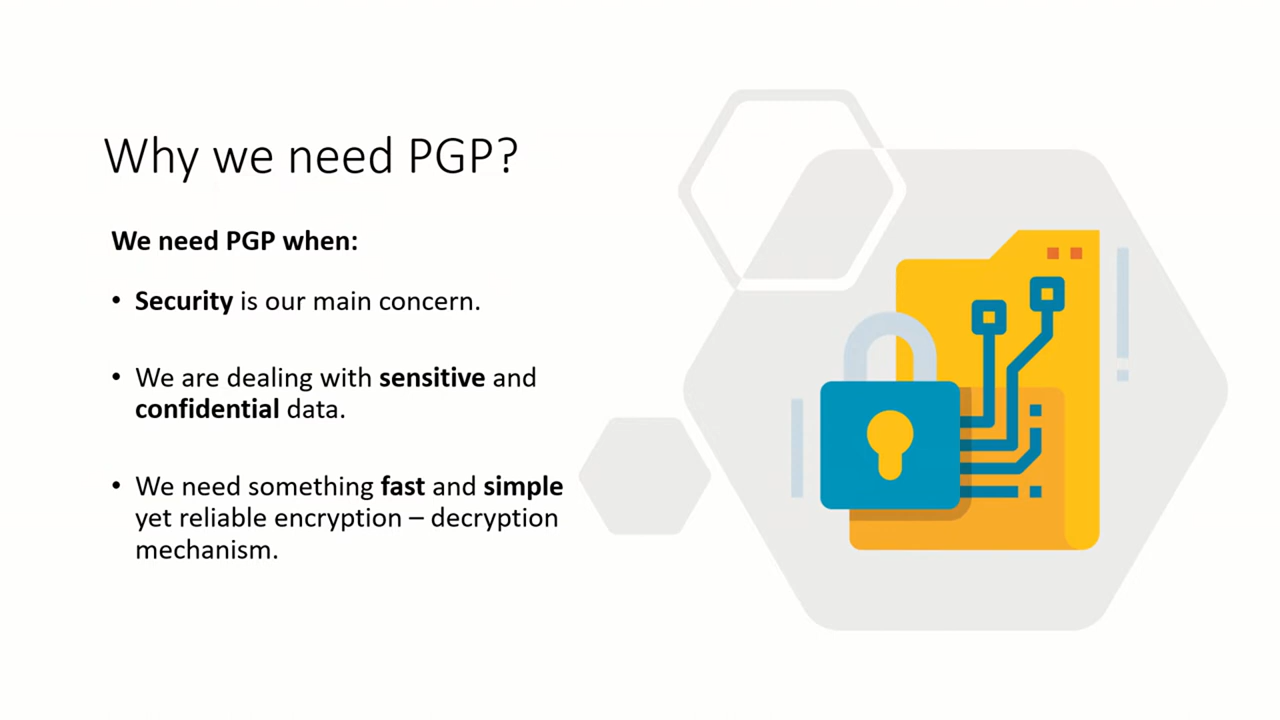 Why we need PGP?
We need PGP when:
• Security is our main concern.
• We are dealing with sensitive and
confidential data.
• We need something fast and simple
yet reliable encryption – decryption
mechanism.